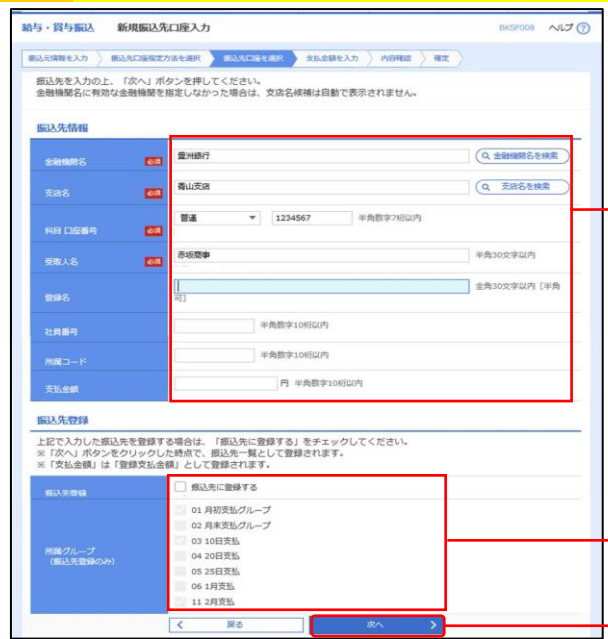 給与・賞与振込 新規振込先口座入力 BKSF008 ヘルプ ?
振込元情報を入力 振込先口座指定方法を選択 振込先口座を選択 支払金額を入力 内容確認 確定
振込先を入力の上、「次へ」ボタンを押してください。
金融機関名に有効な金融機関を指定しなかった場合は、支店名候補は自動で表示されません。
振込先情報
金融機関名 必須 豊洲銀行 金融機関名を検索
支店名 必須 青山支店 支店名を検索
科目 口座番号 必須 普通 1234567 半角数字7桁以内
受取人名 必須 赤坂商事 半角30文字以内
登録名 全角30文字以内 [半角
可]
社員番号 半角数字10桁以内
所属コード 半角数字10桁以内
支払金額 円 半角数字10桁以内
振込先登録
上記で入力した振込先を登録する場合は、「振込先に登録する」をチェックしてください。
※「次へ」ボタンをクリックした時点で、振込先一覧として登録されます。
※「支払金額」は「登録支払金額」として登録されます。
振込先登録 振込先に登録する
01 月初支払グループ
02 月末支払グループ
03 10日支払
所属グループ
(振込先登録のみ)
04 20日支払
05 25日支払
06 1月支払
11 2月支払
戻る 次へ